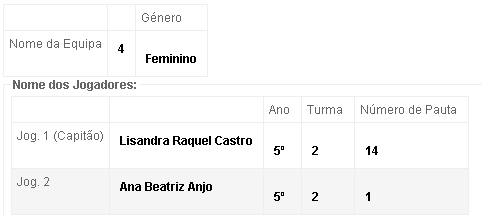 Género
Nome da Equipa 4 Feminino
Nome dos Jogadores:
Ano Turma Número de Pauta
Jog. 1 (Capitão) Lisandra Raquel Castro 5º 2 14
Jog. 2 Ana Beatriz Anjo 5º 2 1